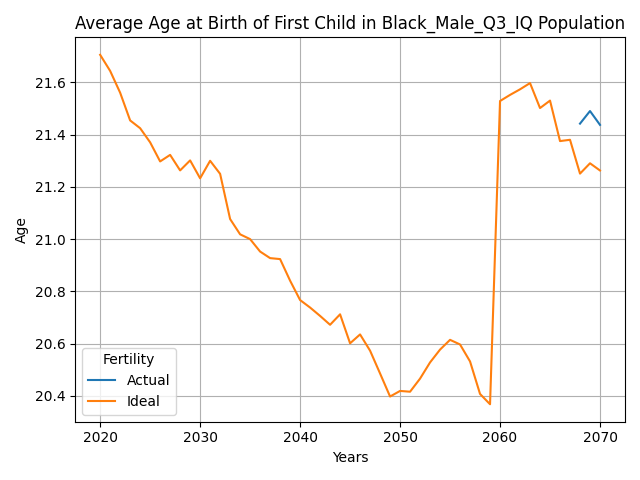 Average Age at Birth of First Child in Black_Male_Q3_IQ Population
21.6
21.4
21.2
21.0
20.8
20.6
20.4
Age
Fertility
Actual
Ideal
2020 2030 2040 2050 2060 2070
Years